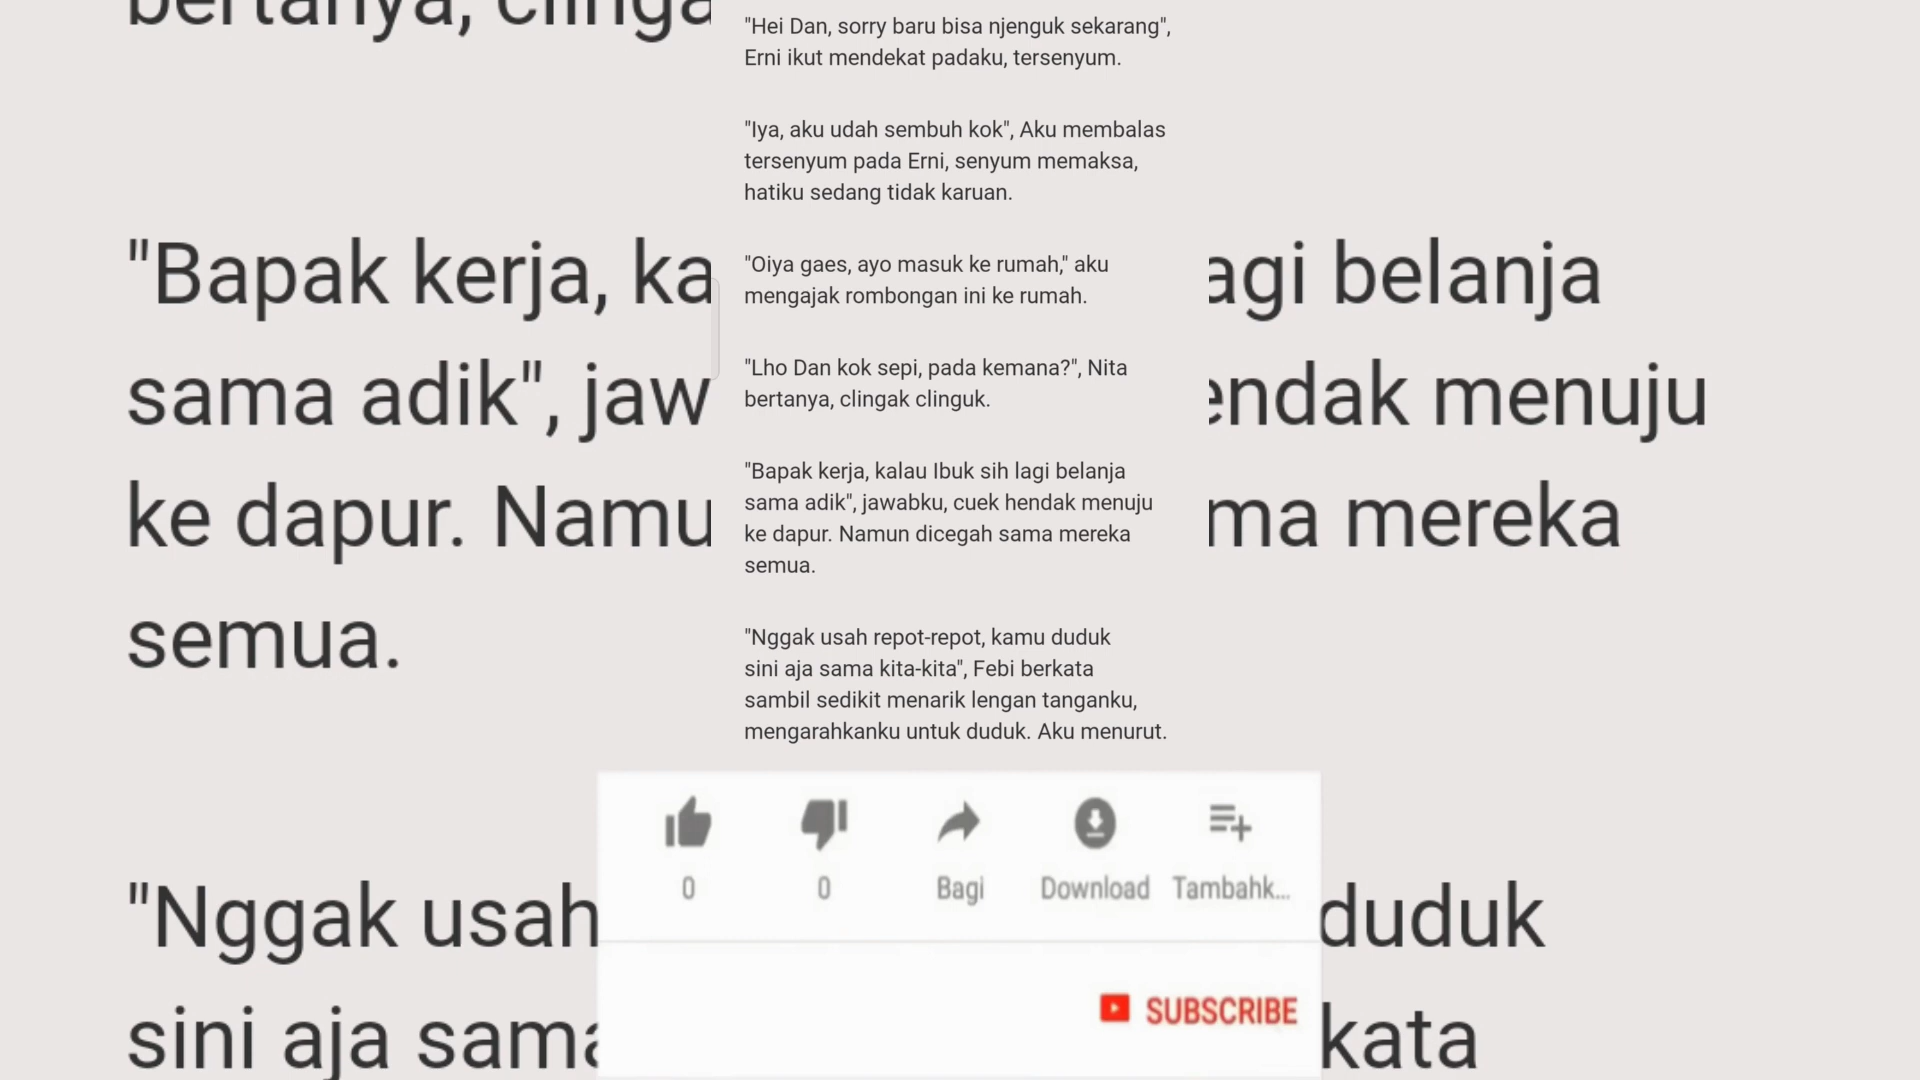 bertanya, clinga
"Bapak kerja, ka
agi belanja
sama adik", jaw
endak menuju
ke dapur. Namu
ma mereka
semua.
"Nggak usah
duduk
sini aja sama
kata
"Hei Dan, sorry baru bisa njenguk sekarang",
Erni ikut mendekat padaku, tersenyum.
"Iya, aku udah sembuh kok", Aku membalas
tersenyum pada Erni, senyum memaksa,
hatiku sedang tidak karuan.
"Oiya gaes, ayo masuk ke rumah," aku
mengajak rombongan ini ke rumah.
"Lho Dan kok sepi, pada kemana?", Nita
bertanya, clingak clinguk.
"Bapak kerja, kalau Ibuk sih lagi belanja
sama adik", jawabku, cuek hendak menuju
ke dapur. Namun dicegah sama mereka
semua.
"Nggak usah repot-repot, kamu duduk
sini aja sama kita-kita", Febi berkata
sambil sedikit menarik lengan tanganku,
mengarahkanku untuk duduk. Aku menurut.
0
0
Bagi
Download
Tambahk...
SUBSCRIBE